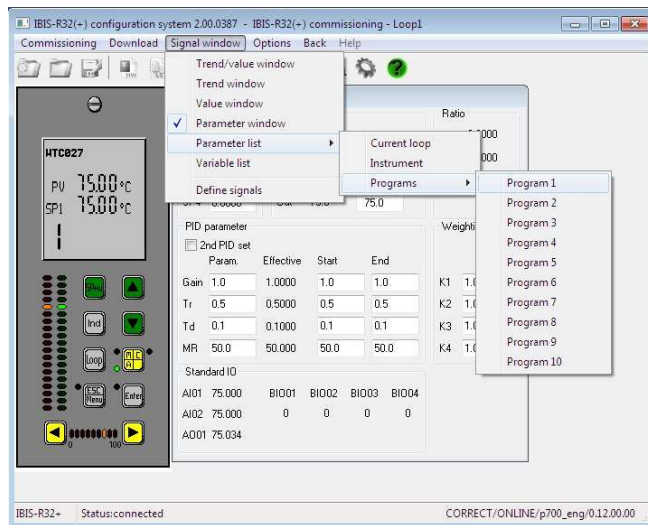 IBIS-R32(+) configuration system 2.00.0387 - IBIS-R32(+) commissioning - Loop1
Commissioning Download Signal window Options Back Help
Trend/value window
Trend window
Value window
Parameter window
Parameter list
Variable list
Define signals
Current loop
Instrument
Programs
Program 1
Program 2
Program 3
Program 4
Program 5
Program 6
Program 7
Program 8
Program 9
Program 10
Ratio
WTC027
PV 75.00 °C
SP1 75.00 °C
75.0
PID parameter
2nd PID set
Param. Effective Start End
Gain 1.0 1.0000 1.0 1.0 K1
Tr 0.5 0.5000 0.5 0.5 K2
Td 0.1 0.1000 0.1 0.1 K3
MR 50.0 50.000 50.0 50.0 K4
Standard IO
AI01 75.000 BIO01 BIO02 BIO03 BIO04
AI02 75.000 0 0 0 0
AO01 75.034
Ind
Loop
M C
A
ESC
Menu
Enter
0 100
IBIS-R32+ Status:connected CORRECT/ONLINE/p700_eng/0.12.00.00